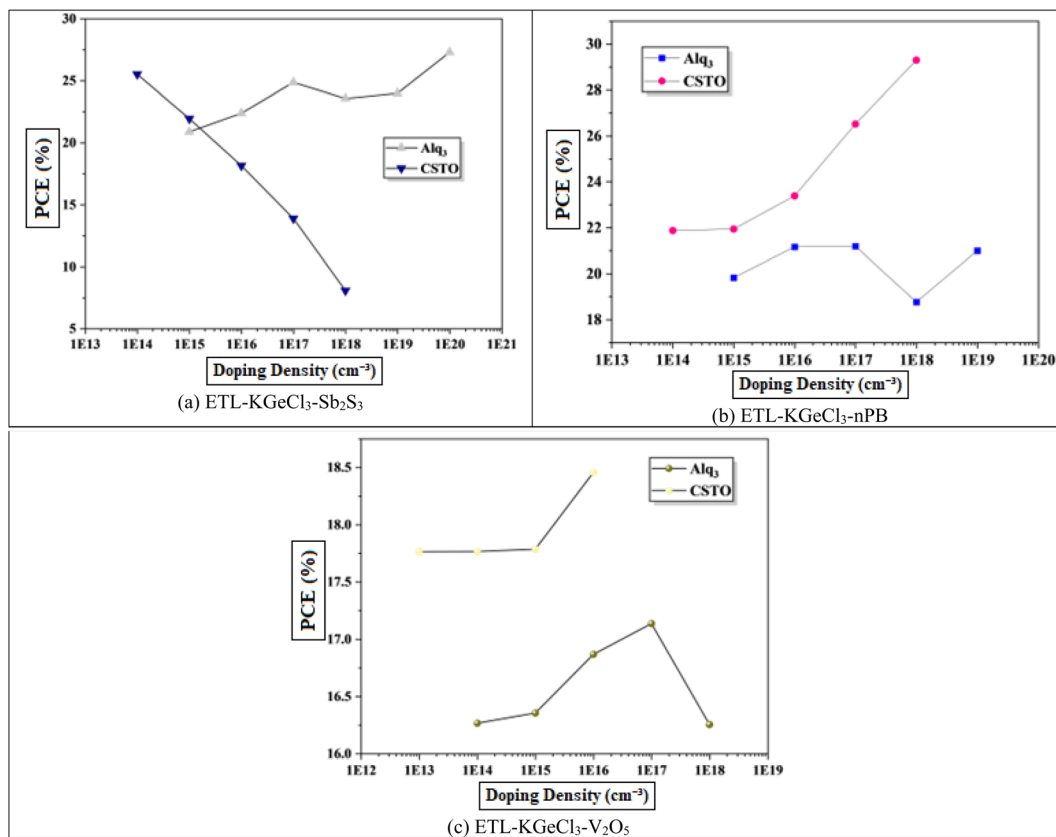 30
25
20
15
10
5
PCE (%)
Alq₃
CSTO
1E13 1E14 1E15 1E16 1E17 1E18 1E19 1E20 1E21
Doping Density (cm⁻³)
(a) ETL-KGeCl₃-Sb₂S₃
30
28
26
24
22
20
18
PCE (%)
Alq₃
CSTO
1E13 1E14 1E15 1E16 1E17 1E18 1E19 1E20
Doping Density (cm⁻³)
(b) ETL-KGeCl₃-nPB
18.5
18.0
17.5
17.0
16.5
16.0
PCE (%)
Alq₃
CSTO
1E12 1E13 1E14 1E15 1E16 1E17 1E18 1E19
Doping Density (cm⁻³)
(c) ETL-KGeCl₃-V₂O₅